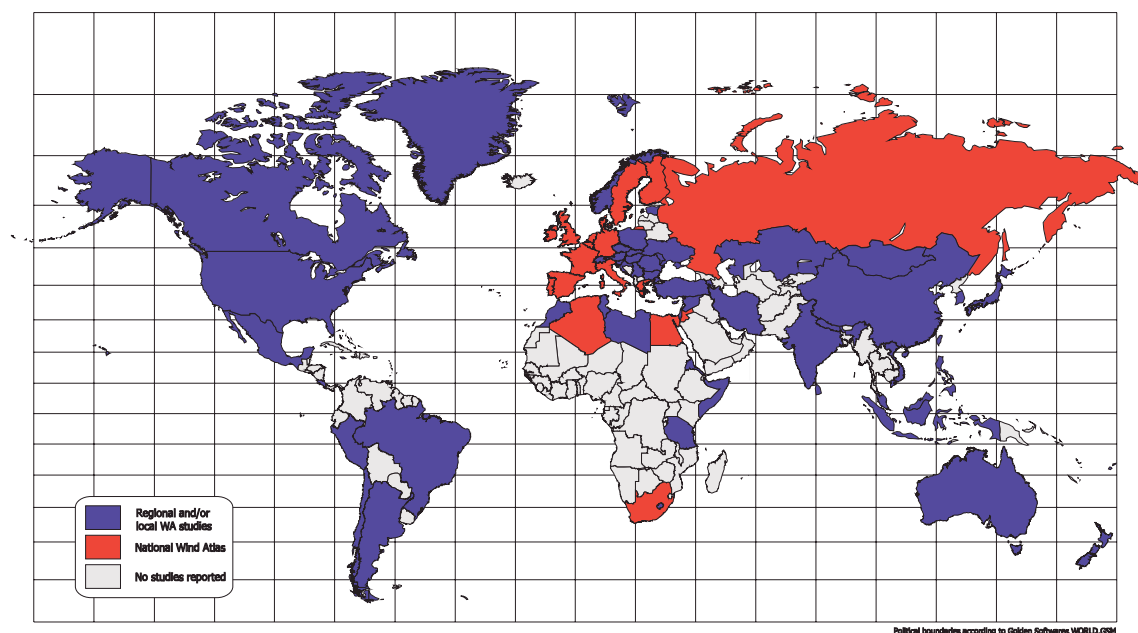 Regional and/or
local WA studies
National Wind Atlas
No studies reported
Political boundaries according to Golden Softwares WORLD.GSM